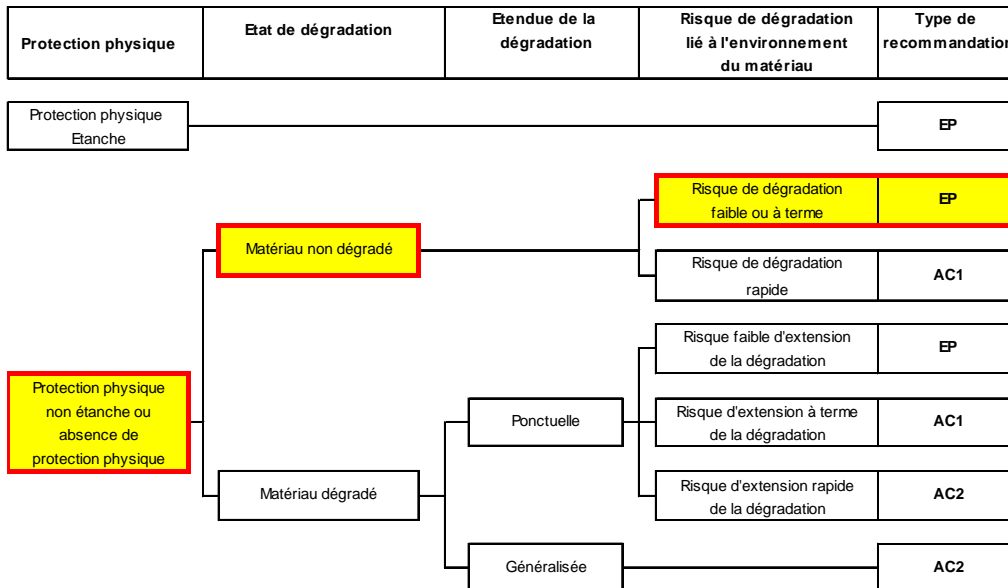 Protection physique
Etat de dégradation
Etendue de la
dégradation
Risque de dégradation
lié à l'environnement
du matériau
Type de
recommandation
Protection physique
Etanche
EP
Risque de dégradation
faible ou à terme
EP
Matériau non dégradé
Risque de dégradation
rapide
AC1
Risque faible d'extension
de la dégradation
EP
Protection physique
non étanche ou
absence de
protection physique
Ponctuelle
Risque d'extension à terme
de la dégradation
AC1
Matériau dégradé
Risque d'extension rapide
de la dégradation
AC2
Généralisée
AC2